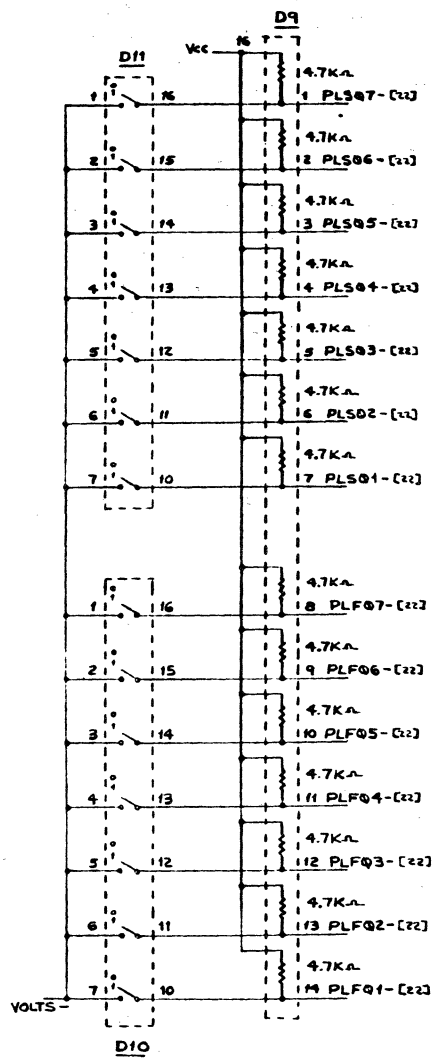 D9
D11
Vcc 16
4.7KΩ
1 16 1 PLSQ7-[22]
4.7KΩ
2 15 2 PLSQ6-[22]
4.7KΩ
3 14 3 PLSQ5-[22]
4.7KΩ
4 13 4 PLSQ4-[22]
4.7KΩ
5 12 5 PLSQ3-[22]
4.7KΩ
6 11 6 PLSQ2-[22]
4.7KΩ
7 10 7 PLSQ1-[22]
4.7KΩ
1 16 8 PLFQ7-[22]
4.7KΩ
2 15 9 PLFQ6-[22]
4.7KΩ
3 14 10 PLFQ5-[22]
4.7KΩ
4 13 11 PLFQ4-[22]
4.7KΩ
5 12 12 PLFQ3-[22]
4.7KΩ
6 11 13 PLFQ2-[22]
4.7KΩ
7 10 14 PLFQ1-[22]
VOLTS-
D10